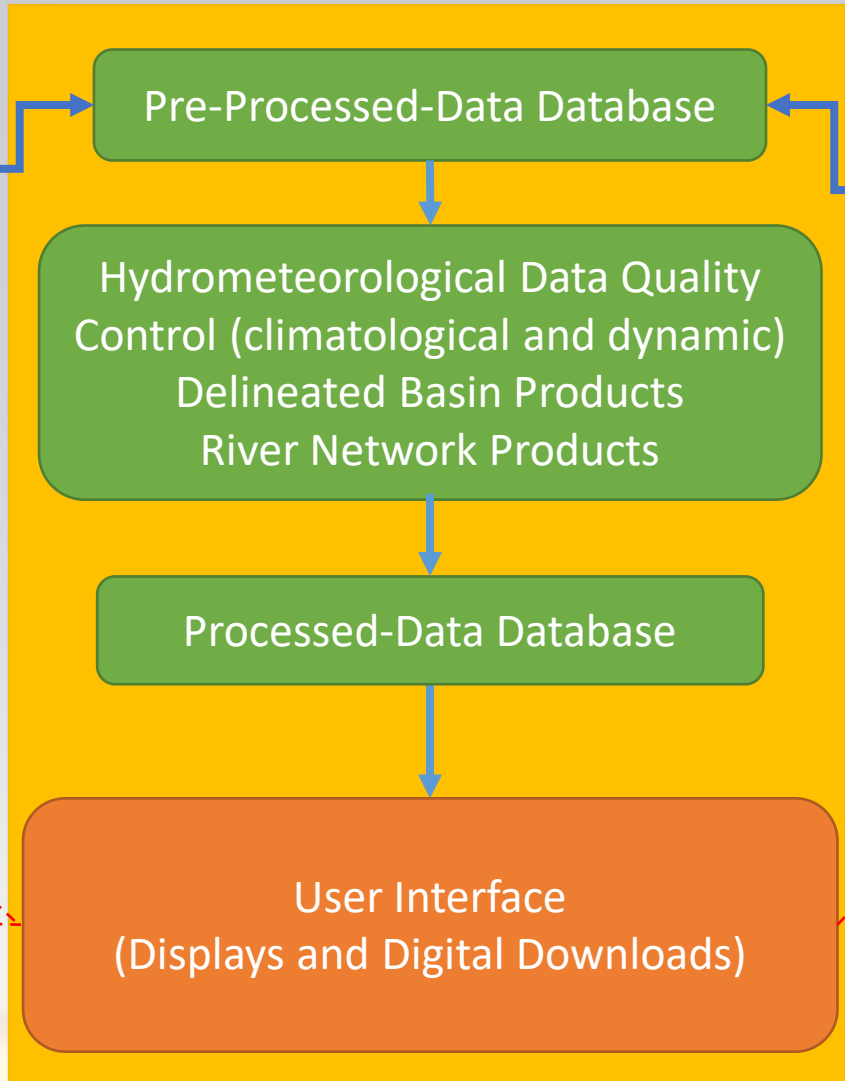 Pre-Processed-Data Database
Hydrometeorological Data Quality
Control (climatological and dynamic)
Delineated Basin Products
River Network Products
Processed-Data Database
User Interface
(Displays and Digital Downloads)